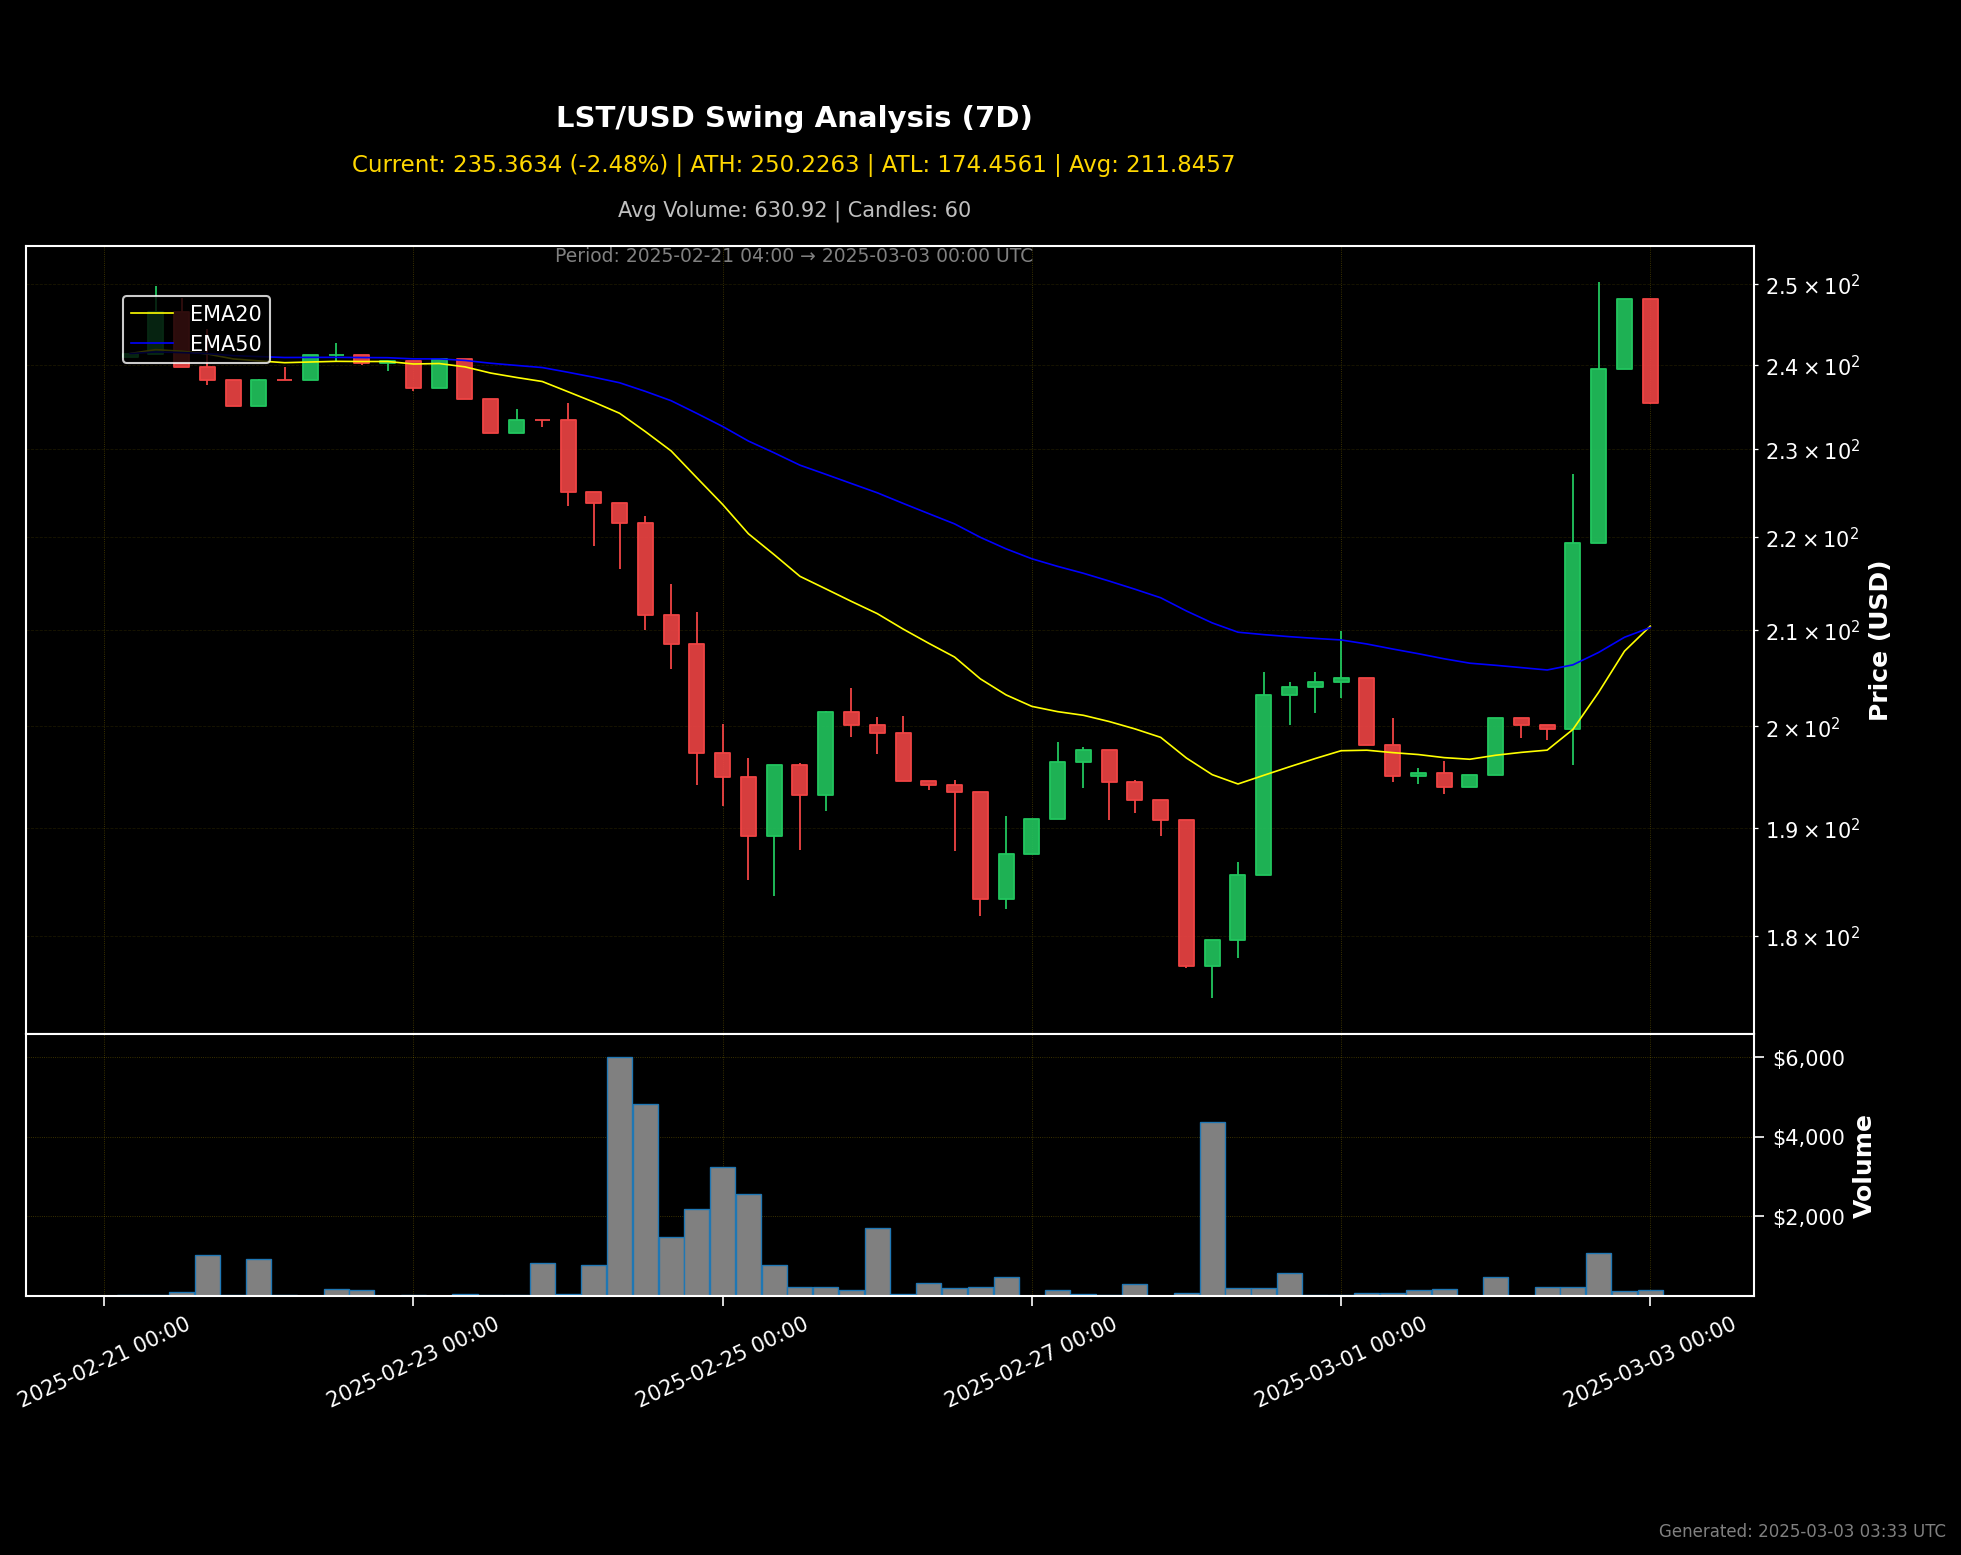 LST/USD Swing Analysis (7D)
Current: 235.3634 (-2.48%) | ATH: 250.2263 | ATL: 174.4561 | Avg: 211.8457
Avg Volume: 630.92 | Candles: 60
Period: 2025-02-21 04:00 → 2025-03-03 00:00 UTC
EMA20
EMA50
2.5 × 10²
2.4 × 10²
2.3 × 10²
2.2 × 10²
2.1 × 10²
2 × 10²
1.9 × 10²
1.8 × 10²
Price (USD)
$6,000
$4,000
$2,000
Volume
2025-02-21 00:00
2025-02-23 00:00
2025-02-25 00:00
2025-02-27 00:00
2025-03-01 00:00
2025-03-03 00:00
Generated: 2025-03-03 03:33 UTC